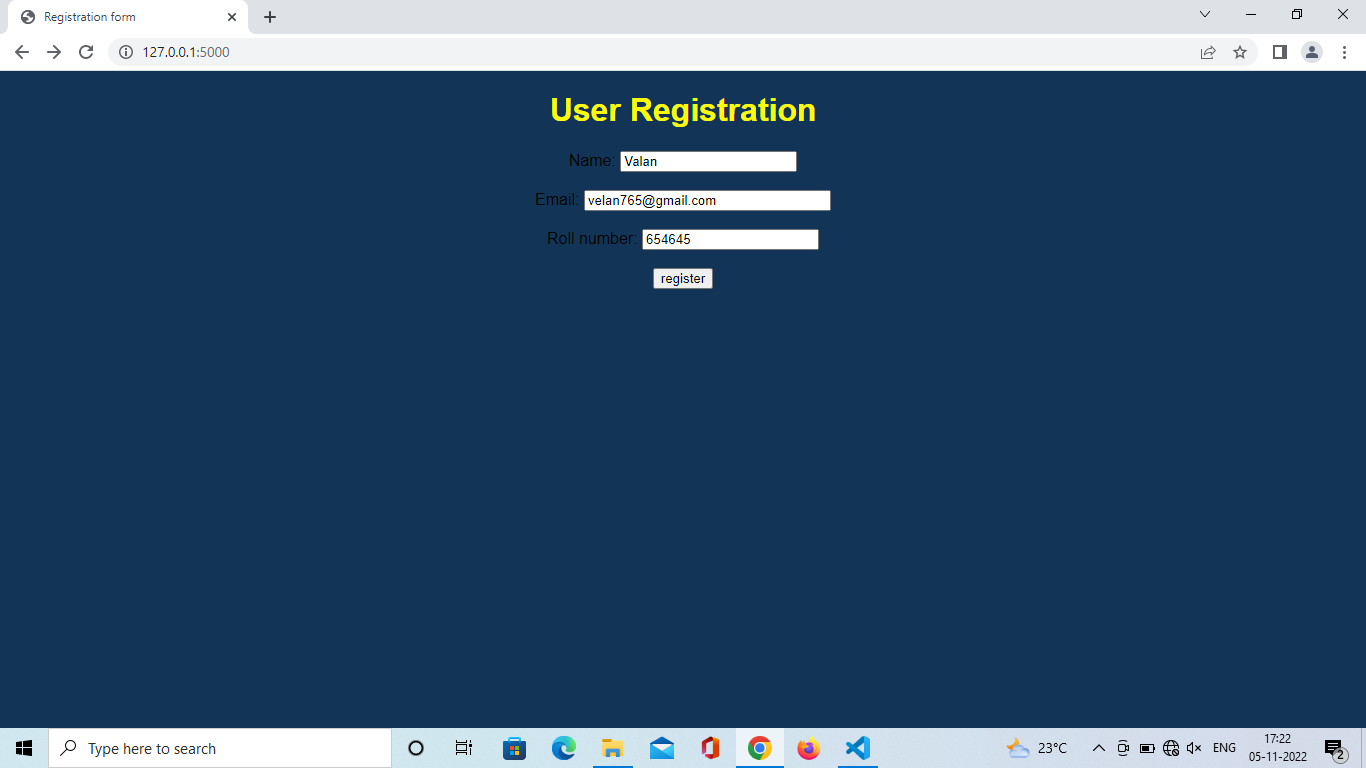 Registration form
127.0.0.1:5000
User Registration
Name: Valan
Email: velan765@gmail.com
Roll number: 654645
register
Type here to search
23°C
ENG
17:22
05-11-2022
2